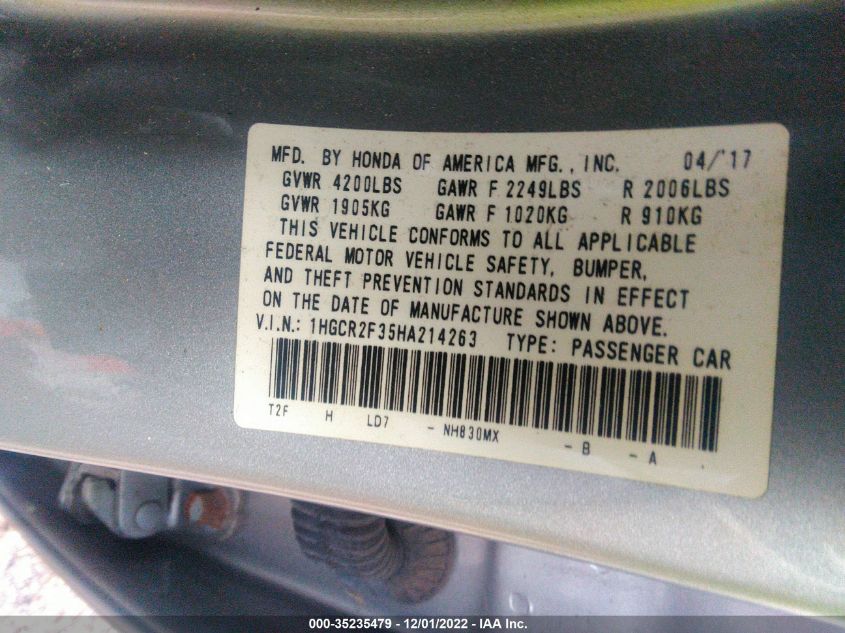 MFD. BY HONDA OF AMERICA MFG., INC. 04/'17
GVWR 4200LBS GAWR F 2249LBS R 2006LBS
GVWR 1905KG GAWR F 1020KG R 910KG
THIS VEHICLE CONFORMS TO ALL APPLICABLE
FEDERAL MOTOR VEHICLE SAFETY, BUMPER,
AND THEFT PREVENTION STANDARDS IN EFFECT
ON THE DATE OF MANUFACTURE SHOWN ABOVE.
V.I.N.: 1HGCR2F35HA214263 TYPE: PASSENGER CAR
T2F H LD7 - NH830MX - B - A .
000-35235479 - 12/01/2022 - IAA Inc.